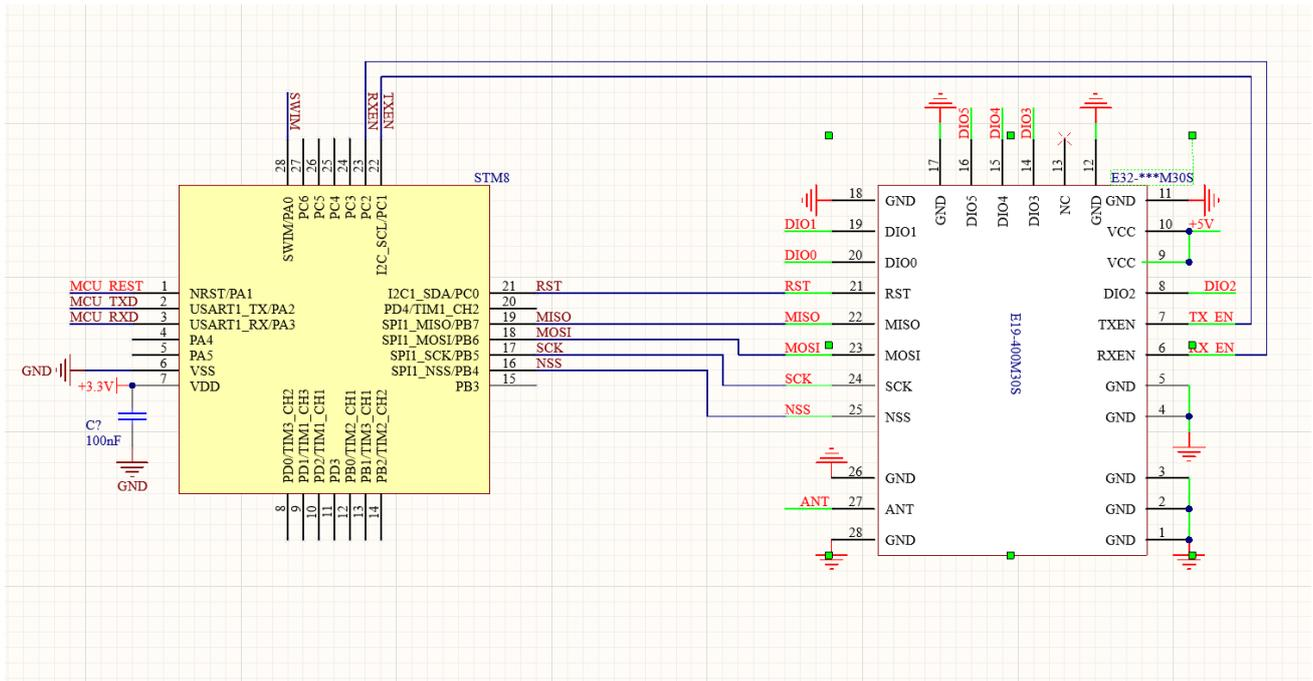 SWIM
RXEN
TXEN
28
27
26
25
24
23
22
STM8
SWIM/PA0
PC6
PC5
PC4
PC3
PC2
I2C_SCL/PC1
MCU_REST 1 NRST/PA1
MCU_TXD 2 USART1_TX/PA2
MCU_RXD 3 USART1_RX/PA3
4 PA4
5 PA5
GND 6 VSS
+3.3V 7 VDD
C?
100nF
GND
I2C1_SDA/PC0 21 RST
PD4/TIM1_CH2 20
SPI1_MISO/PB7 19 MISO
SPI1_MOSI/PB6 18 MOSI
SPI1_SCK/PB5 17 SCK
SPI1_NSS/PB4 16 NSS
PB3 15
PD0/TIM3_CH2
PD1/TIM1_CH3
PD2/TIM1_CH1
PD3
PB0/TIM2_CH1
PB1/TIM3_CH1
PB2/TIM2_CH2
8
9
10
11
12
13
14
DIO5
DIO4
DIO3
17
16
15
14
13
12
E32-***M30S
GND
DIO5
DIO4
DIO3
NC
GND
18 GND
DIO1 19 DIO1
DIO0 20 DIO0
RST 21 RST
MISO 22 MISO
MOSI 23 MOSI
SCK 24 SCK
NSS 25 NSS
26 GND
ANT 27 ANT
28 GND
E19-400M30S
GND 11
VCC 10 +5V
VCC 9
DIO2 8 DIO2
TXEN 7 TX_EN
RXEN 6 RX_EN
GND 5
GND 4
GND 3
GND 2
GND 1